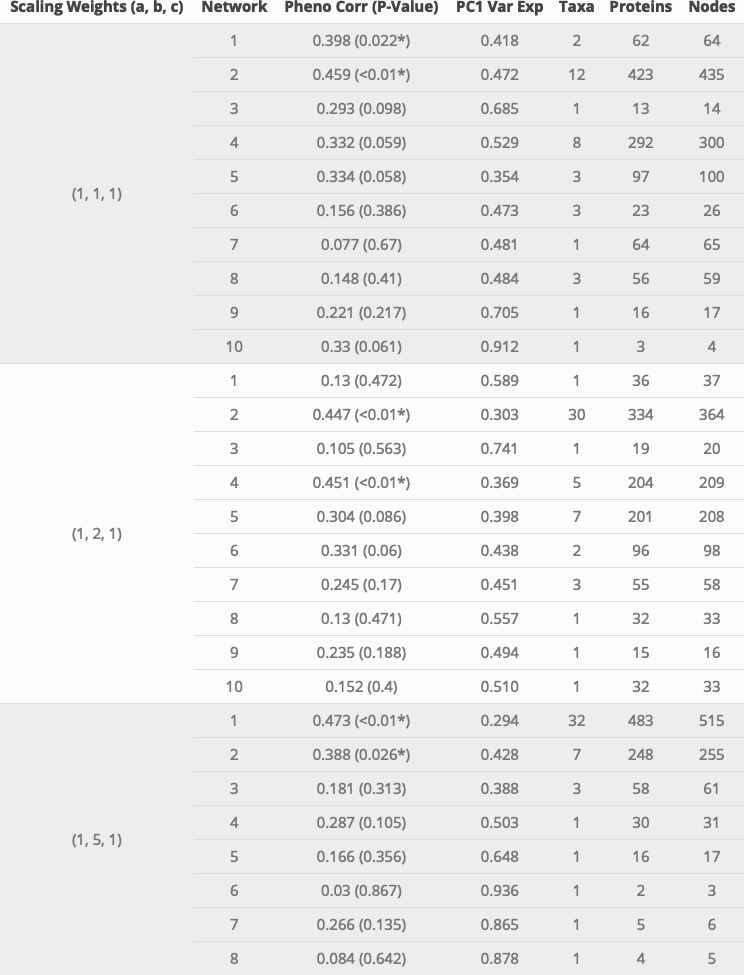 Scaling Weights (a, b, c) Network Pheno Corr (P-Value) PC1 Var Exp Taxa Proteins Nodes
1 0.398 (0.022*) 0.418 2 62 64
2 0.459 (<0.01*) 0.472 12 423 435
3 0.293 (0.098) 0.685 1 13 14
4 0.332 (0.059) 0.529 8 292 300
5 0.334 (0.058) 0.354 3 97 100
(1, 1, 1)
6 0.156 (0.386) 0.473 3 23 26
7 0.077 (0.67) 0.481 1 64 65
8 0.148 (0.41) 0.484 3 56 59
9 0.221 (0.217) 0.705 1 16 17
10 0.33 (0.061) 0.912 1 3 4
1 0.13 (0.472) 0.589 1 36 37
2 0.447 (<0.01*) 0.303 30 334 364
3 0.105 (0.563) 0.741 1 19 20
4 0.451 (<0.01*) 0.369 5 204 209
5 0.304 (0.086) 0.398 7 201 208
(1, 2, 1)
6 0.331 (0.06) 0.438 2 96 98
7 0.245 (0.17) 0.451 3 55 58
8 0.13 (0.471) 0.557 1 32 33
9 0.235 (0.188) 0.494 1 15 16
10 0.152 (0.4) 0.510 1 32 33
1 0.473 (<0.01*) 0.294 32 483 515
2 0.388 (0.026*) 0.428 7 248 255
3 0.181 (0.313) 0.388 3 58 61
4 0.287 (0.105) 0.503 1 30 31
(1, 5, 1)
5 0.166 (0.356) 0.648 1 16 17
6 0.03 (0.867) 0.936 1 2 3
7 0.266 (0.135) 0.865 1 5 6
8 0.084 (0.642) 0.878 1 4 5